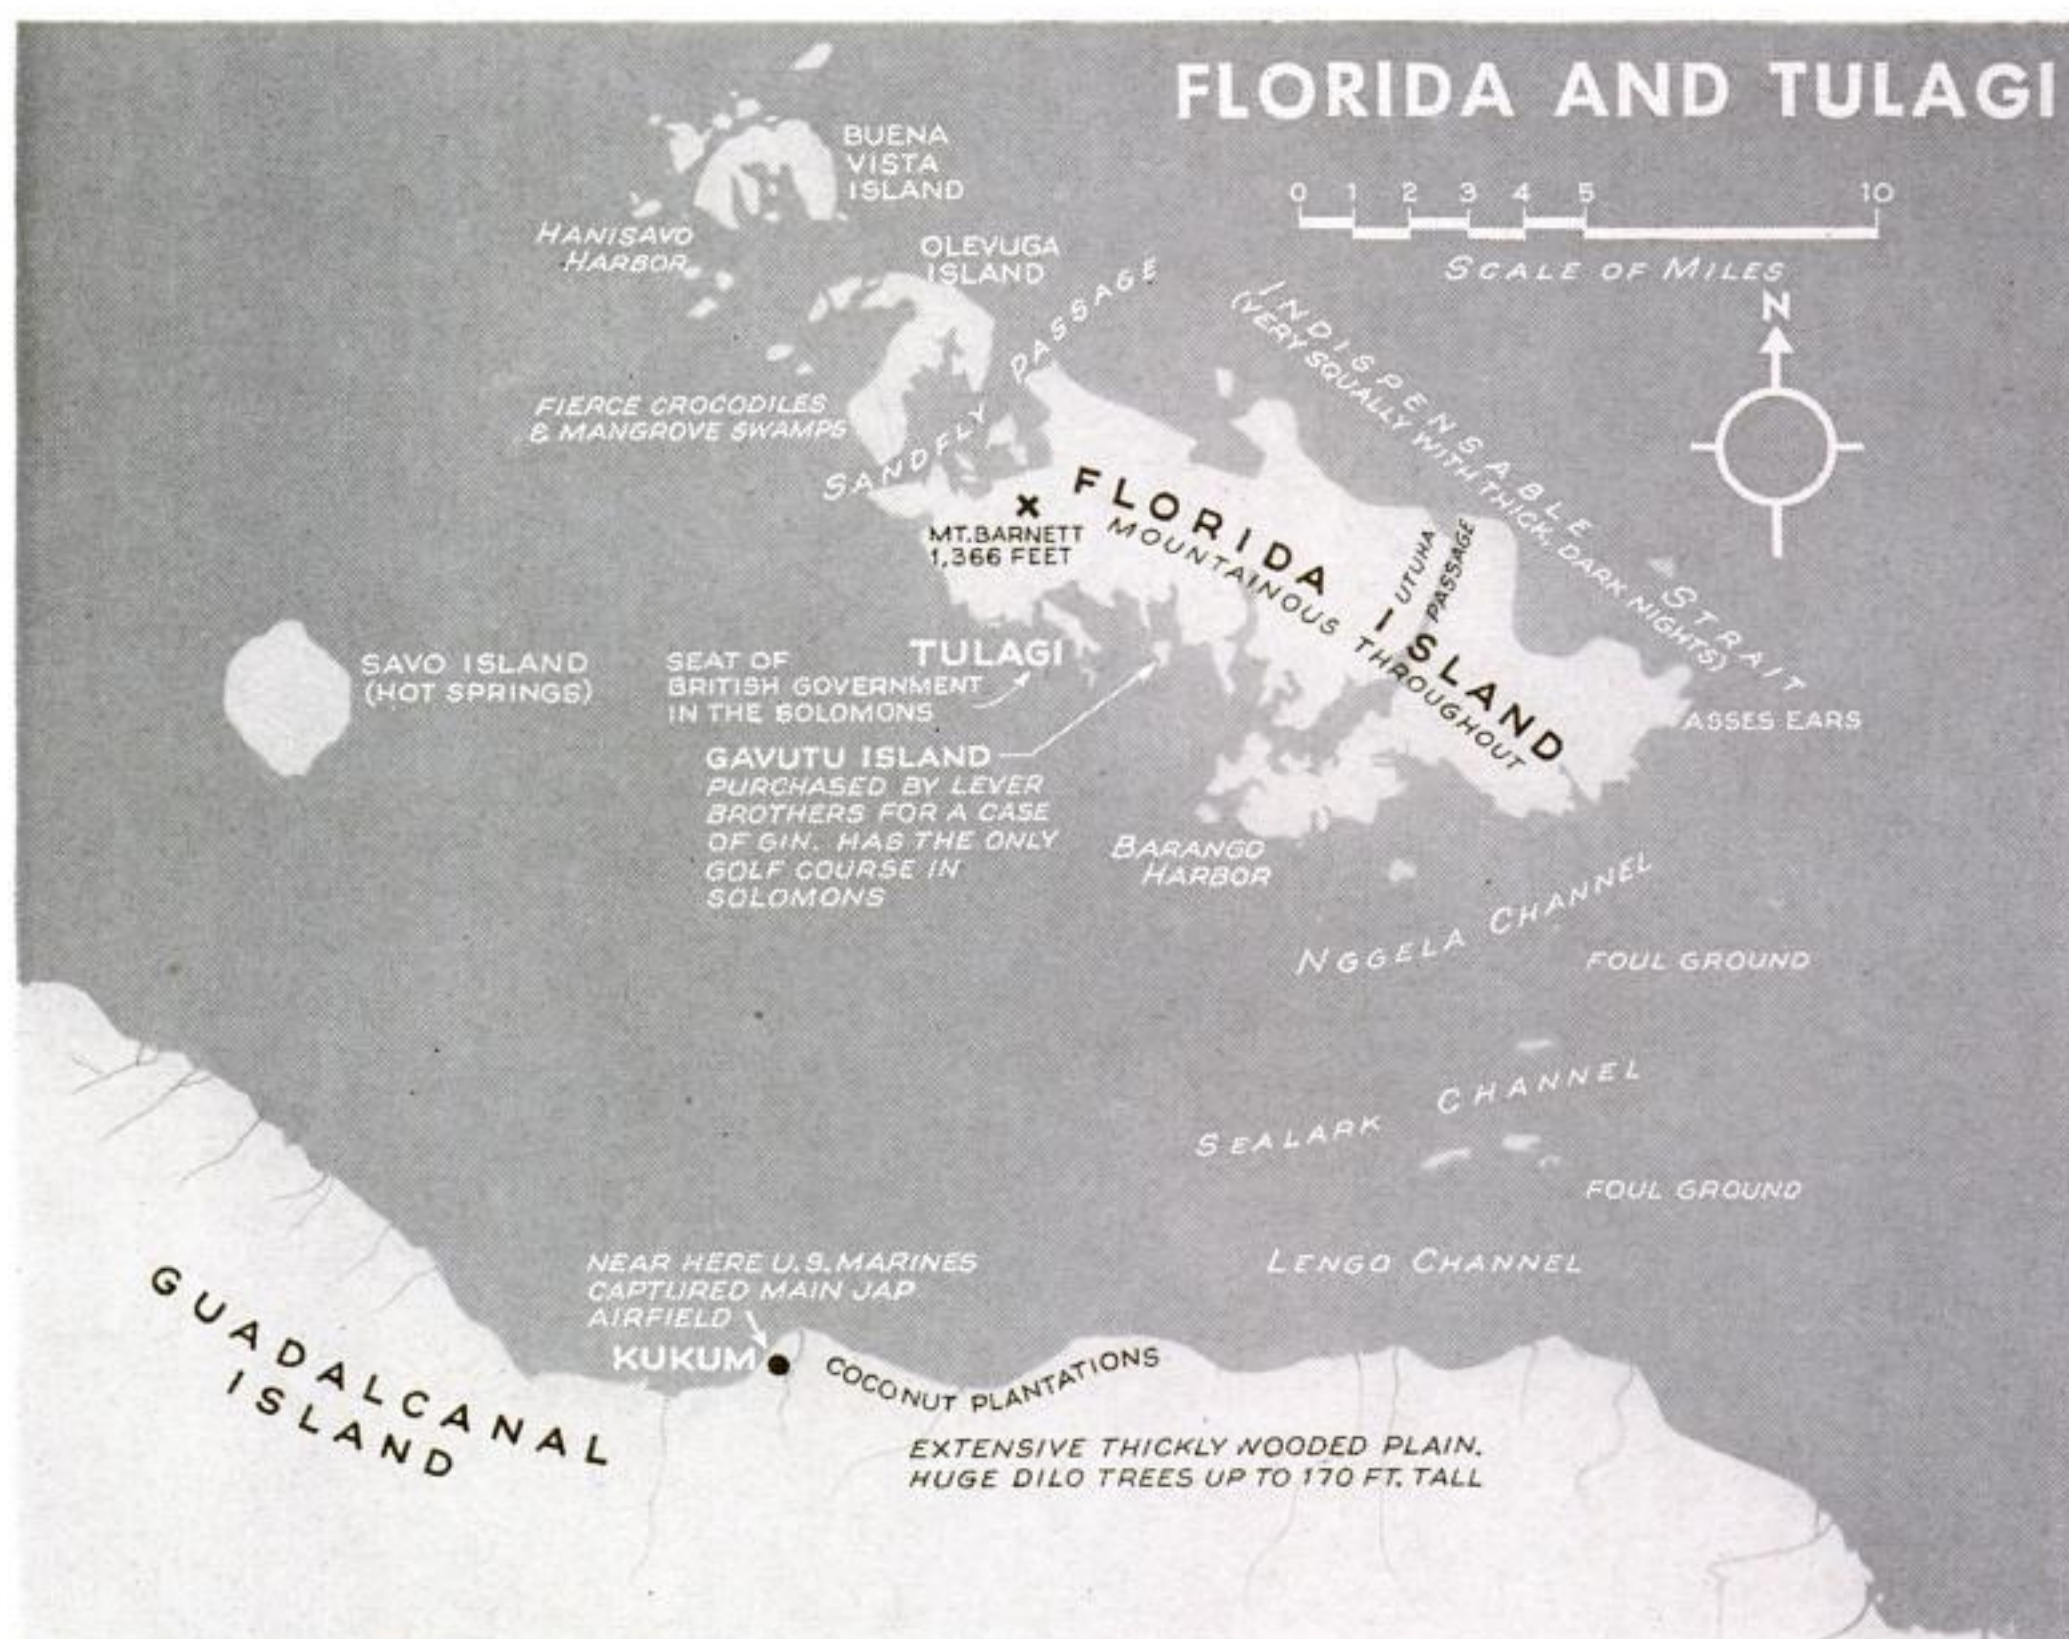 FLORIDA AND TULAGI
0 1 2 3 4 5 10
SCALE OF MILES
N
BUENA
VISTA
ISLAND
HANISAVO
HARBOR
OLEVUGA
ISLAND
SANDFLY PASSAGE
INDISPENSABLE STRAIT
(VERY SQUALLY WITH THICK, DARK NIGHTS)
FIERCE CROCODILES
& MANGROVE SWAMPS
X
MT. BARNETT
1,366 FEET
FLORIDA ISLAND
MOUNTAINOUS THROUGHOUT
UTUHA
PASSAGE
SAVO ISLAND
(HOT SPRINGS)
TULAGI
SEAT OF
BRITISH GOVERNMENT
IN THE SOLOMONS
ASSES EARS
GAVUTU ISLAND
PURCHASED BY LEVER
BROTHERS FOR A CASE
OF GIN. HAS THE ONLY
GOLF COURSE IN
SOLOMONS
BARANGO
HARBOR
NGGELA CHANNEL
FOUL GROUND
SEALARK CHANNEL
FOUL GROUND
LENGO CHANNEL
NEAR HERE U.S. MARINES
CAPTURED MAIN JAP
AIRFIELD
KUKUM
COCONUT PLANTATIONS
GUADALCANAL
ISLAND
EXTENSIVE THICKLY WOODED PLAIN.
HUGE DILO TREES UP TO 170 FT. TALL